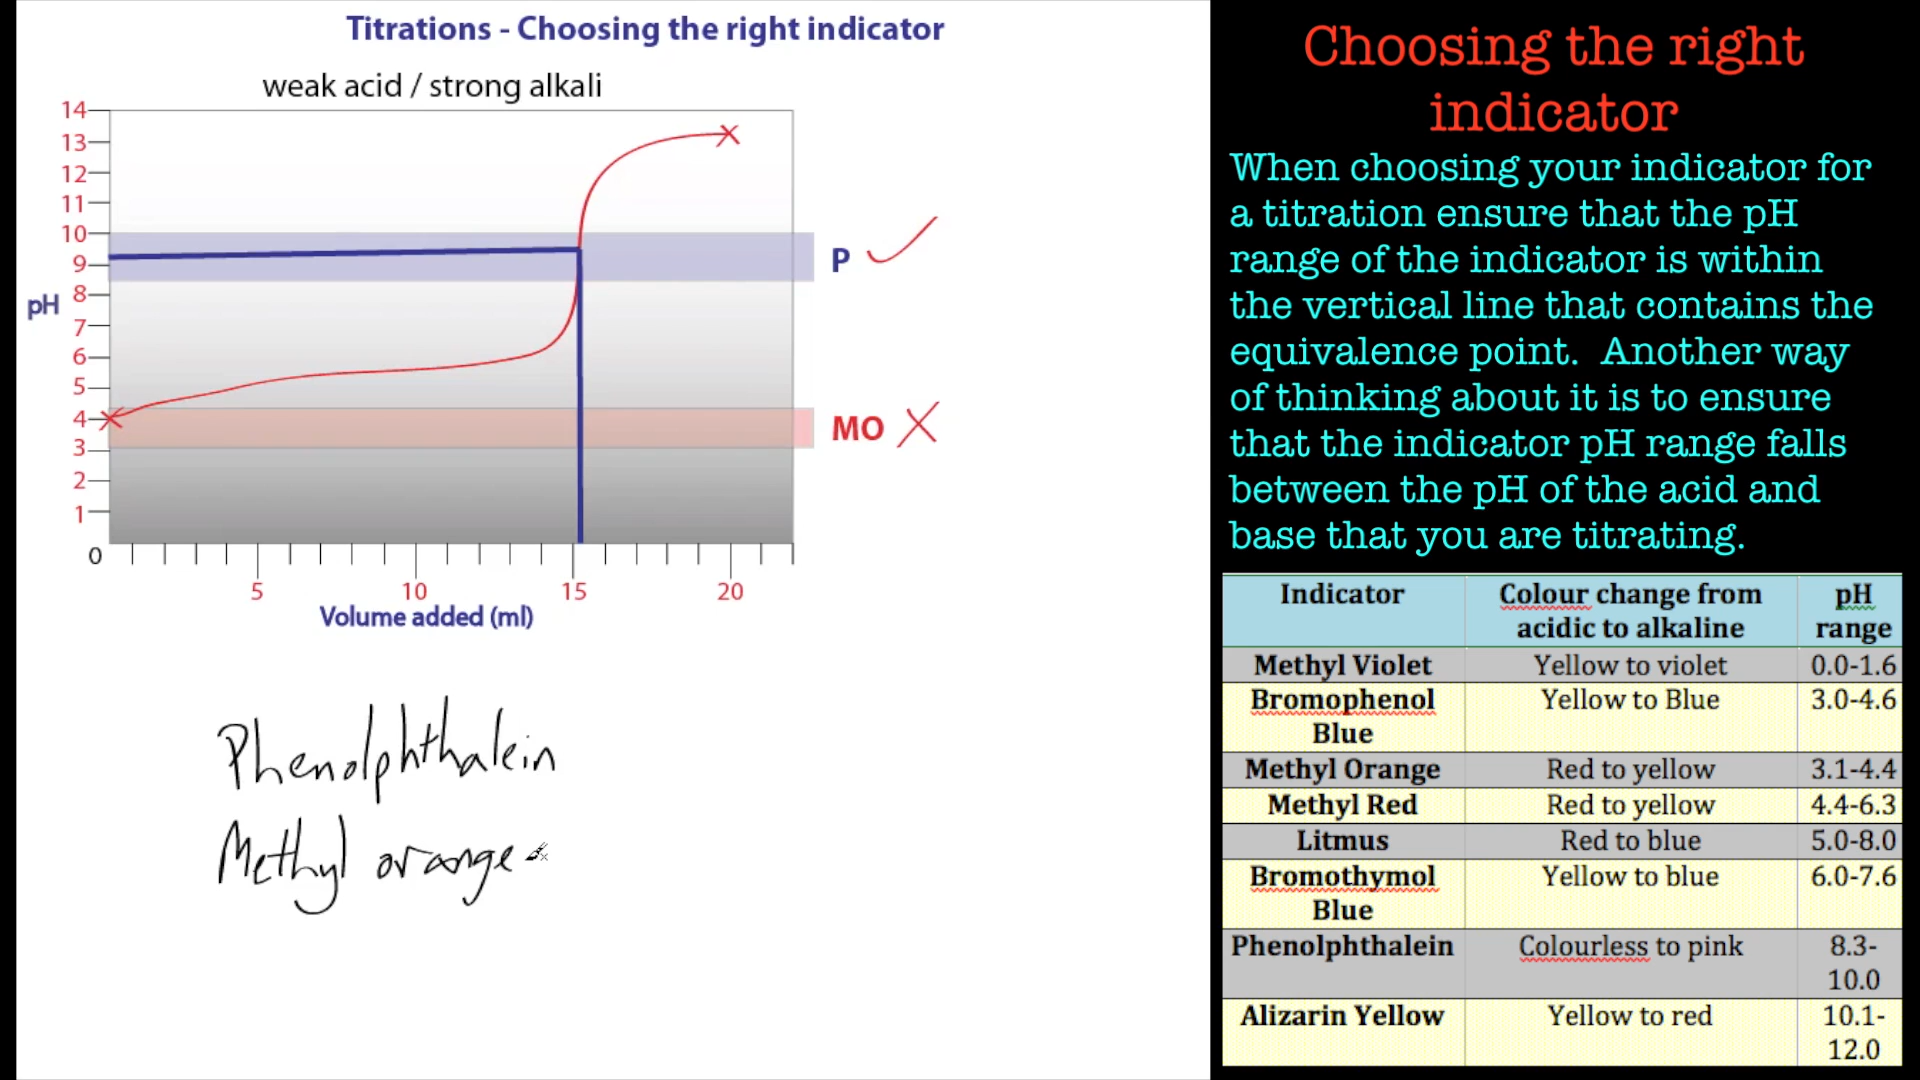 Titrations - Choosing the right indicator
weak acid / strong alkali
14
13
12
11
10
9
8
7
6
5
4
3
2
1
0
pH
P
MO
5 10 15 20
Volume added (ml)
Phenolphthalein
Methyl orange
Choosing the right
indicator
When choosing your indicator for
a titration ensure that the pH
range of the indicator is within
the vertical line that contains the
equivalence point. Another way
of thinking about it is to ensure
that the indicator pH range falls
between the pH of the acid and
base that you are titrating.
Indicator Colour change from pH
acidic to alkaline range
Methyl Violet Yellow to violet 0.0-1.6
Bromophenol Yellow to Blue 3.0-4.6
Blue
Methyl Orange Red to yellow 3.1-4.4
Methyl Red Red to yellow 4.4-6.3
Litmus Red to blue 5.0-8.0
Bromothymol Yellow to blue 6.0-7.6
Blue
Phenolphthalein Colourless to pink 8.3-
10.0
Alizarin Yellow Yellow to red 10.1-
12.0